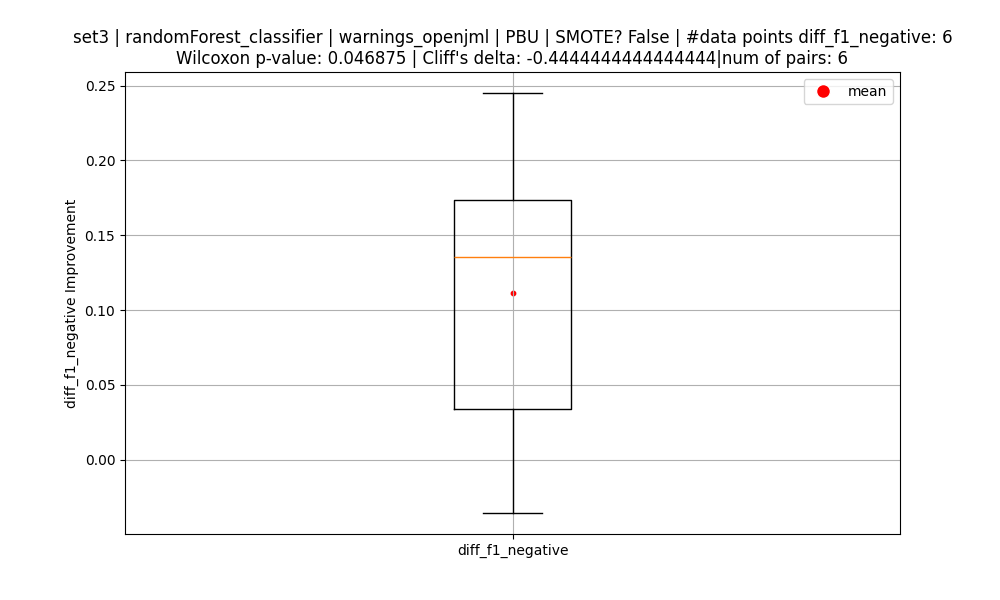 set3 | randomForest_classifier | warnings_openjml | PBU | SMOTE? False | #data points diff_f1_negative: 6
Wilcoxon p-value: 0.046875 | Cliff's delta: -0.4444444444444444|num of pairs: 6
mean
0.25
0.20
0.15
0.10
0.05
0.00
diff_f1_negative Improvement
diff_f1_negative